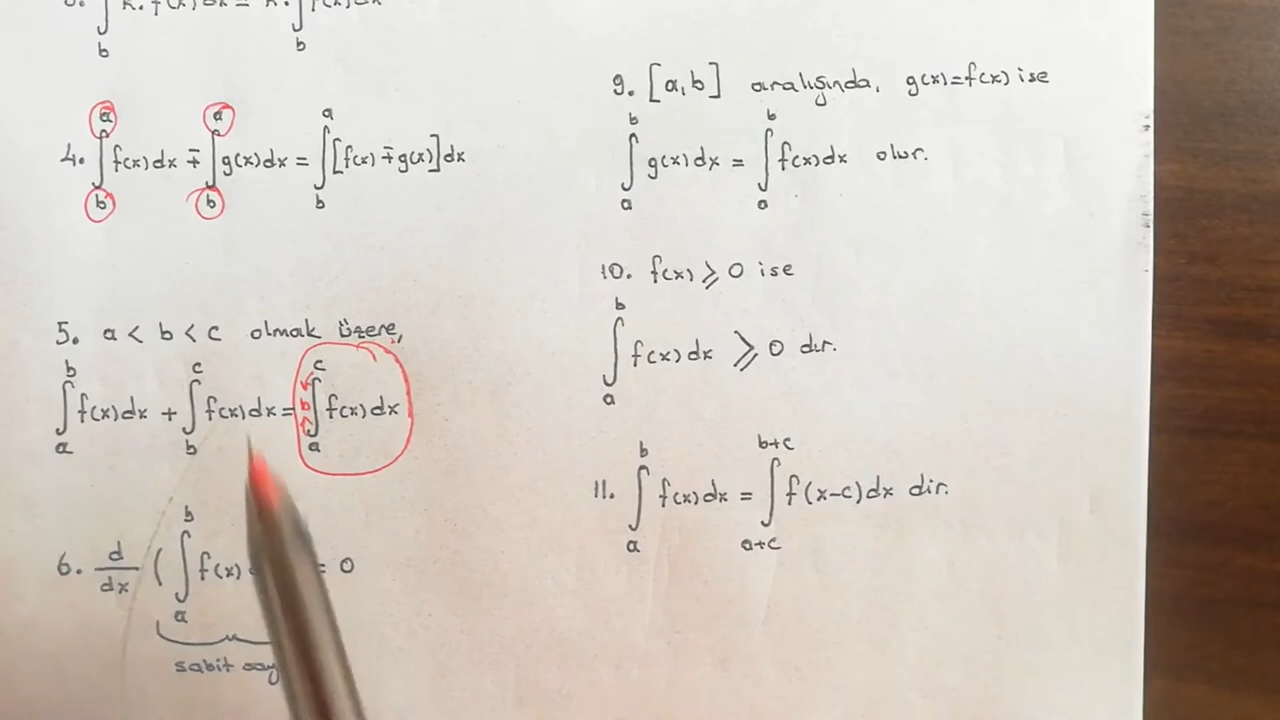 4. ∫_b^a f(x)dx ∓ ∫_b^a g(x)dx = ∫_b^a [f(x) ∓ g(x)]dx
5. a < b < c olmak üzere,
∫_a^b f(x)dx + ∫_b^c f(x)dx = ∫_a^c f(x)dx
b
6. d/dx ( ∫_a^b f(x) = 0
sabit
9. [a,b] aralığında, g(x)=f(x) ise
∫_a^b g(x)dx = ∫_a^b f(x)dx olur.
10. f(x) ⩾ 0 ise
∫_a^b f(x)dx ⩾ 0 dır.
11. ∫_a^b f(x)dx = ∫_{a+c}^{b+c} f(x-c)dx dir.